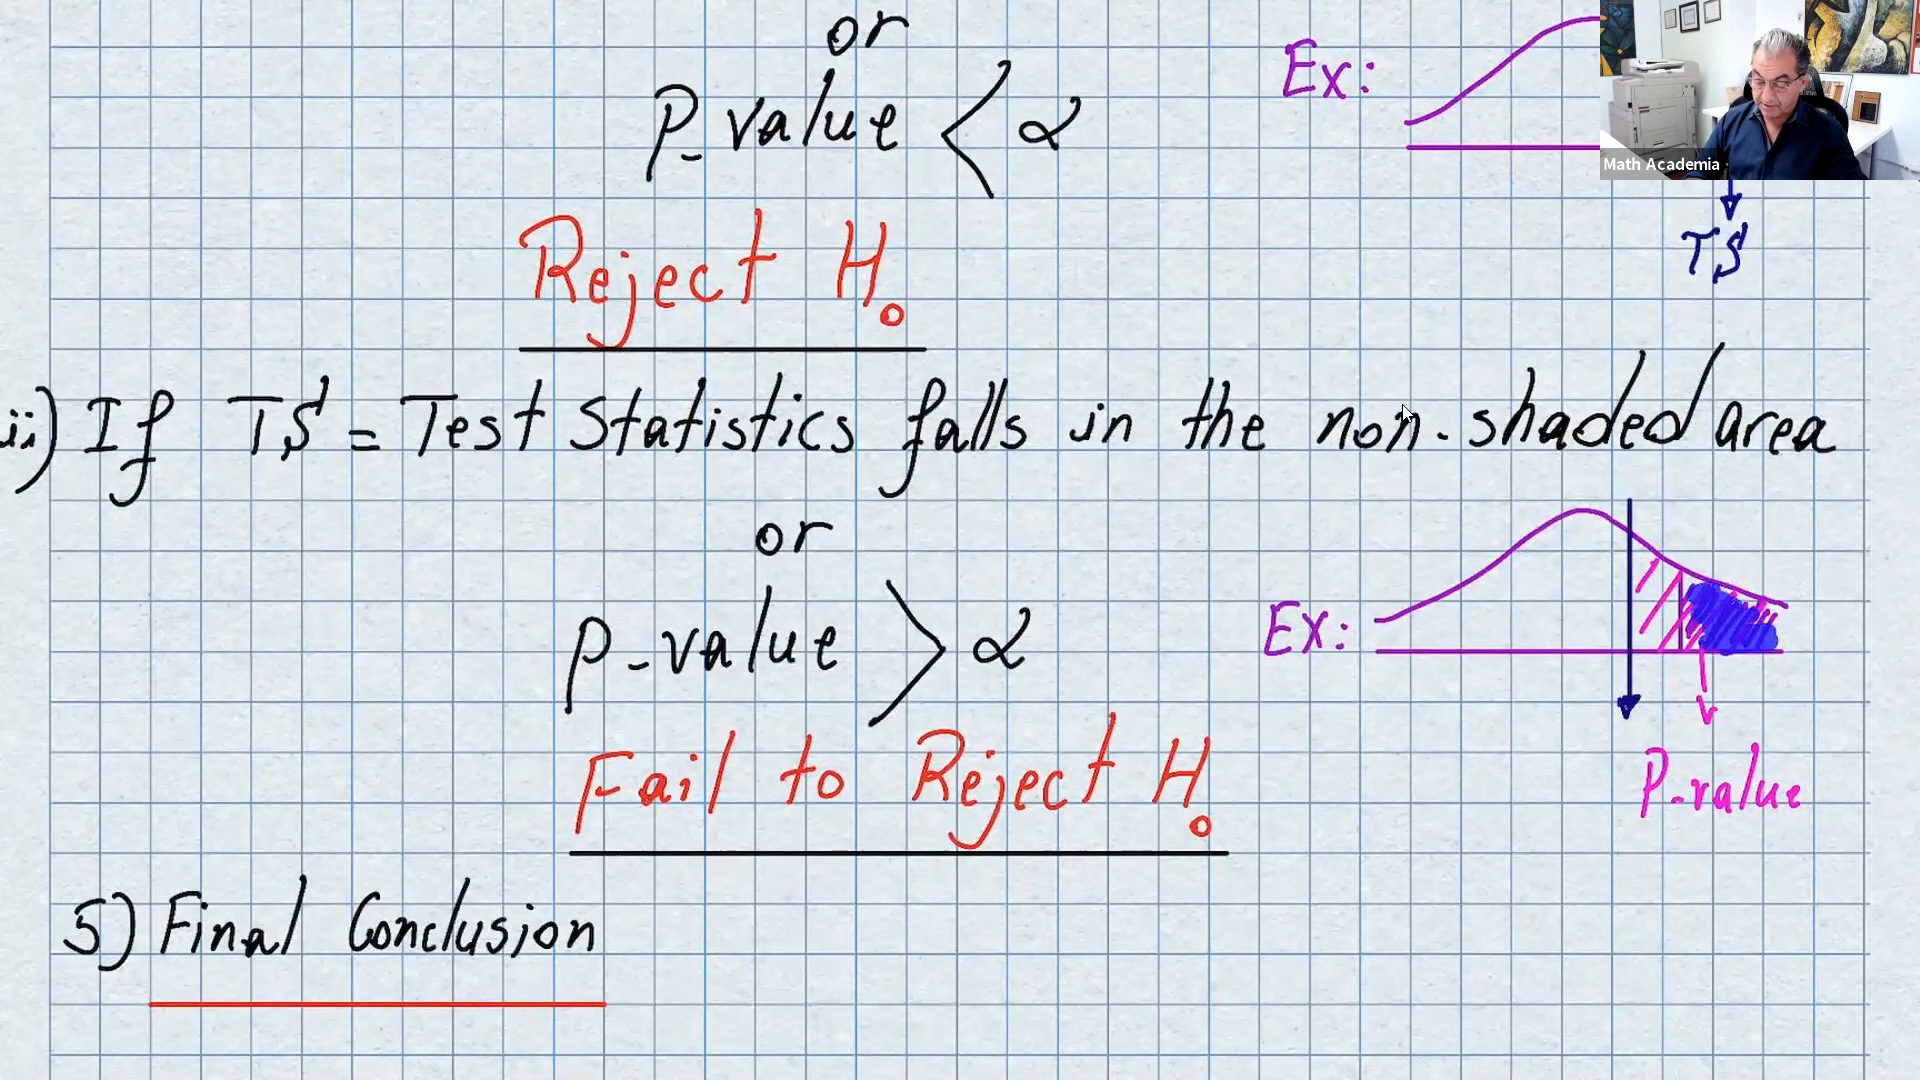 or
P-value < α
Ex:
Math Academia
TS
Reject H₀
ii) If TS = Test Statistics falls in the non-shaded area
or
P-value > α
Ex:
Fail to Reject H₀
P-value
5) Final Conclusion